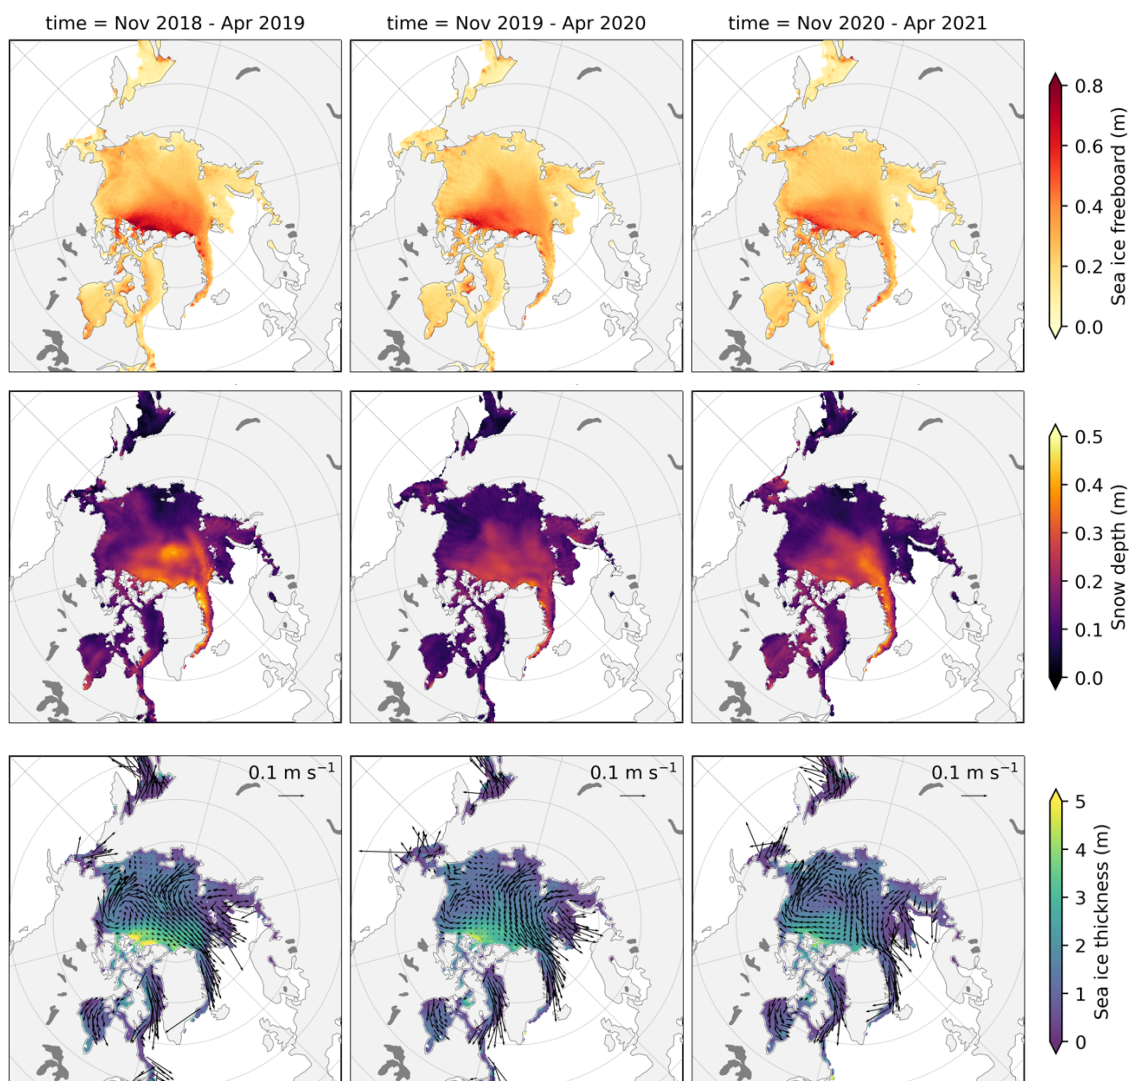 time = Nov 2018 - Apr 2019
time = Nov 2019 - Apr 2020
time = Nov 2020 - Apr 2021
0.8
0.6
0.4
0.2
0.0
Sea ice freeboard (m)
0.5
0.4
0.3
0.2
0.1
0.0
Snow depth (m)
0.1 m s⁻¹
0.1 m s⁻¹
0.1 m s⁻¹
5
4
3
2
1
0
Sea ice thickness (m)